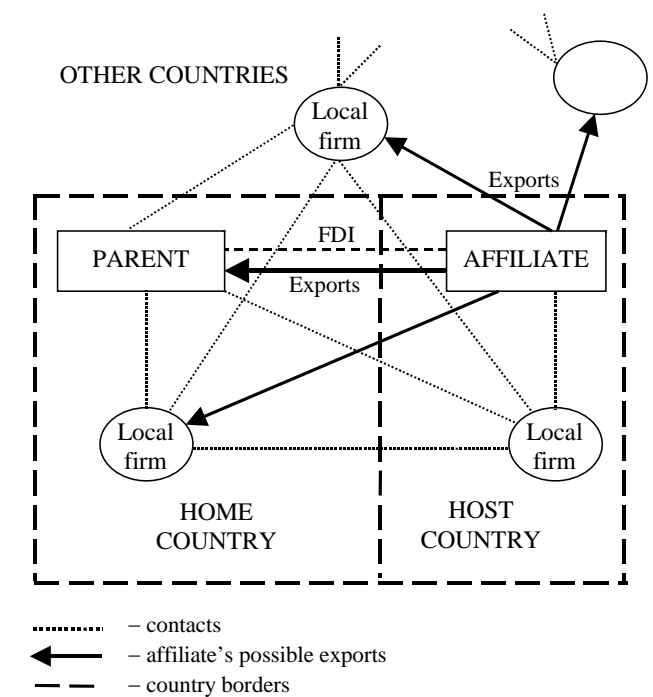 OTHER COUNTRIES
Local
firm
Exports
FDI
PARENT
AFFILIATE
Exports
Local
firm
Local
firm
HOME
COUNTRY
HOST
COUNTRY
– contacts
– affiliate's possible exports
– country borders